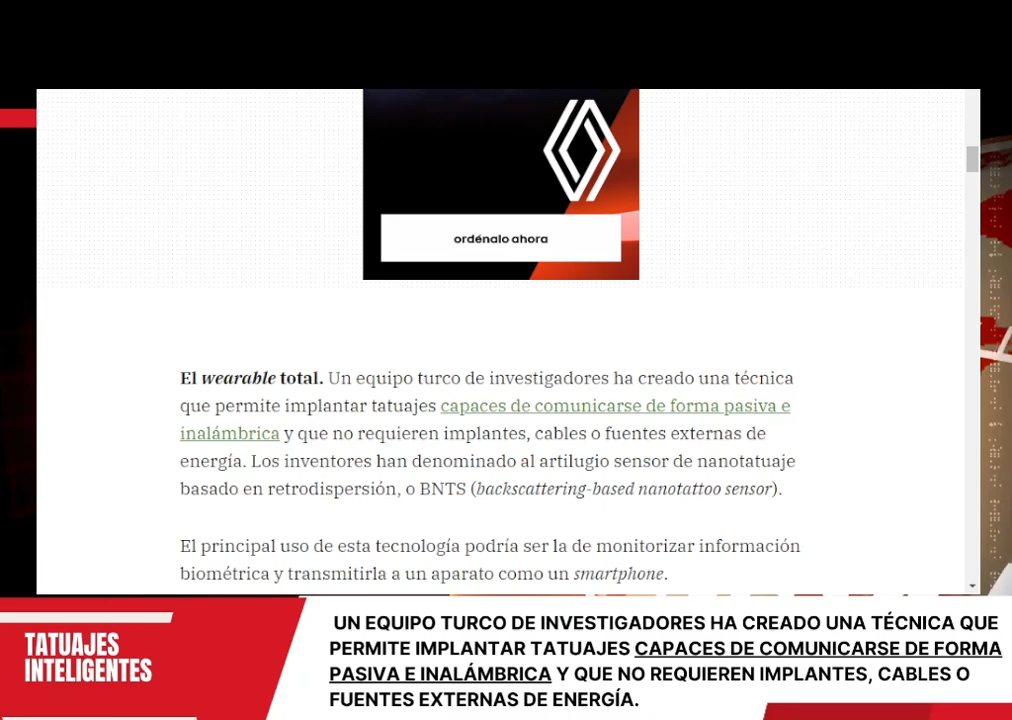 ordénalo ahora
El wearable total. Un equipo turco de investigadores ha creado una técnica
que permite implantar tatuajes capaces de comunicarse de forma pasiva e
inalámbrica y que no requieren implantes, cables o fuentes externas de
energía. Los inventores han denominado al artilugio sensor de nanotatuaje
basado en retrodispersión, o BNTS (backscattering-based nanotattoo sensor).
El principal uso de esta tecnología podría ser la de monitorizar información
biométrica y transmitirla a un aparato como un smartphone.
TATUAJES
INTELIGENTES
UN EQUIPO TURCO DE INVESTIGADORES HA CREADO UNA TÉCNICA QUE
PERMITE IMPLANTAR TATUAJES CAPACES DE COMUNICARSE DE FORMA
PASIVA E INALÁMBRICA Y QUE NO REQUIEREN IMPLANTES, CABLES O
FUENTES EXTERNAS DE ENERGÍA.